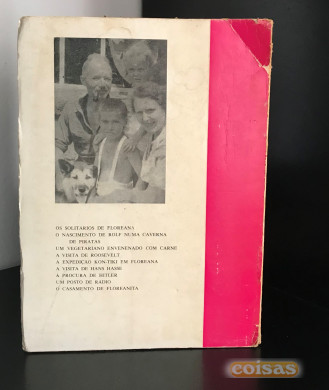 OS SOLITÁRIOS DE FLOREANA
O NASCIMENTO DE ROLF NUMA CAVERNA
DE PIRATAS
UM VEGETARIANO ENVENENADO COM CARNE
A VISITA DE ROOSEVELT
A EXPEDIÇÃO KON-TIKI EM FLOREANA
A VISITA DE HANS HASSE
À PROCURA DE HITLER
UM POSTO DE RÁDIO
O CASAMENTO DE FLOREANITA
coisas